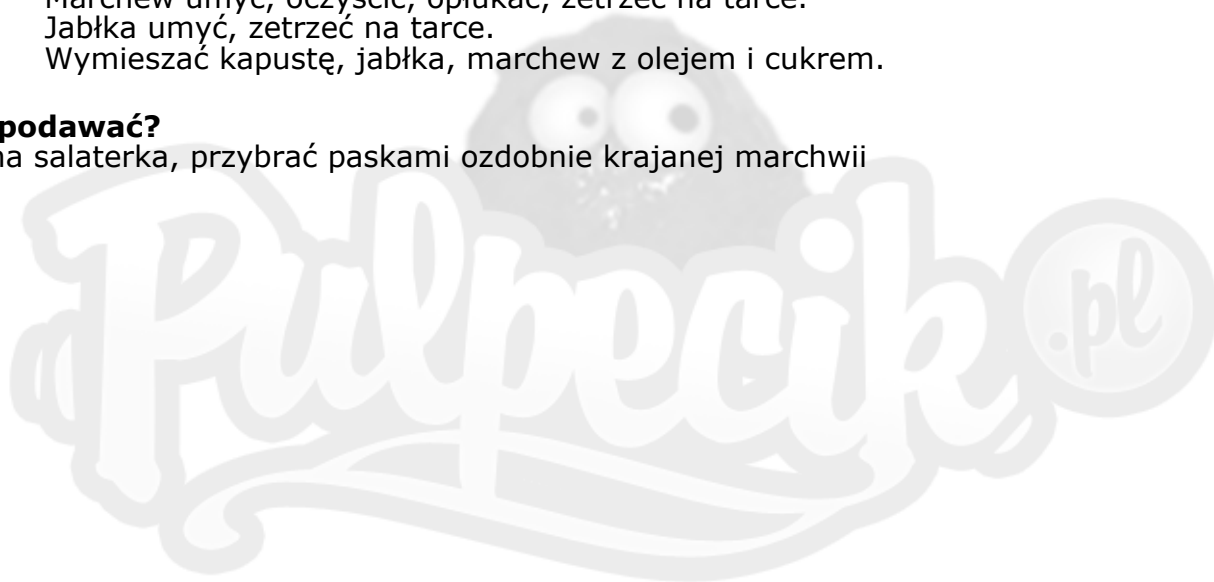 Marchew umyć, oczyścić, opłukać, zetrzeć na tarce.
Jabłka umyć, zetrzeć na tarce.
Wymieszać kapustę, jabłka, marchew z olejem i cukrem.
podawać?
na salaterka, przybrać paskami ozdobnie krajanej marchwii
Pulpecik .pl